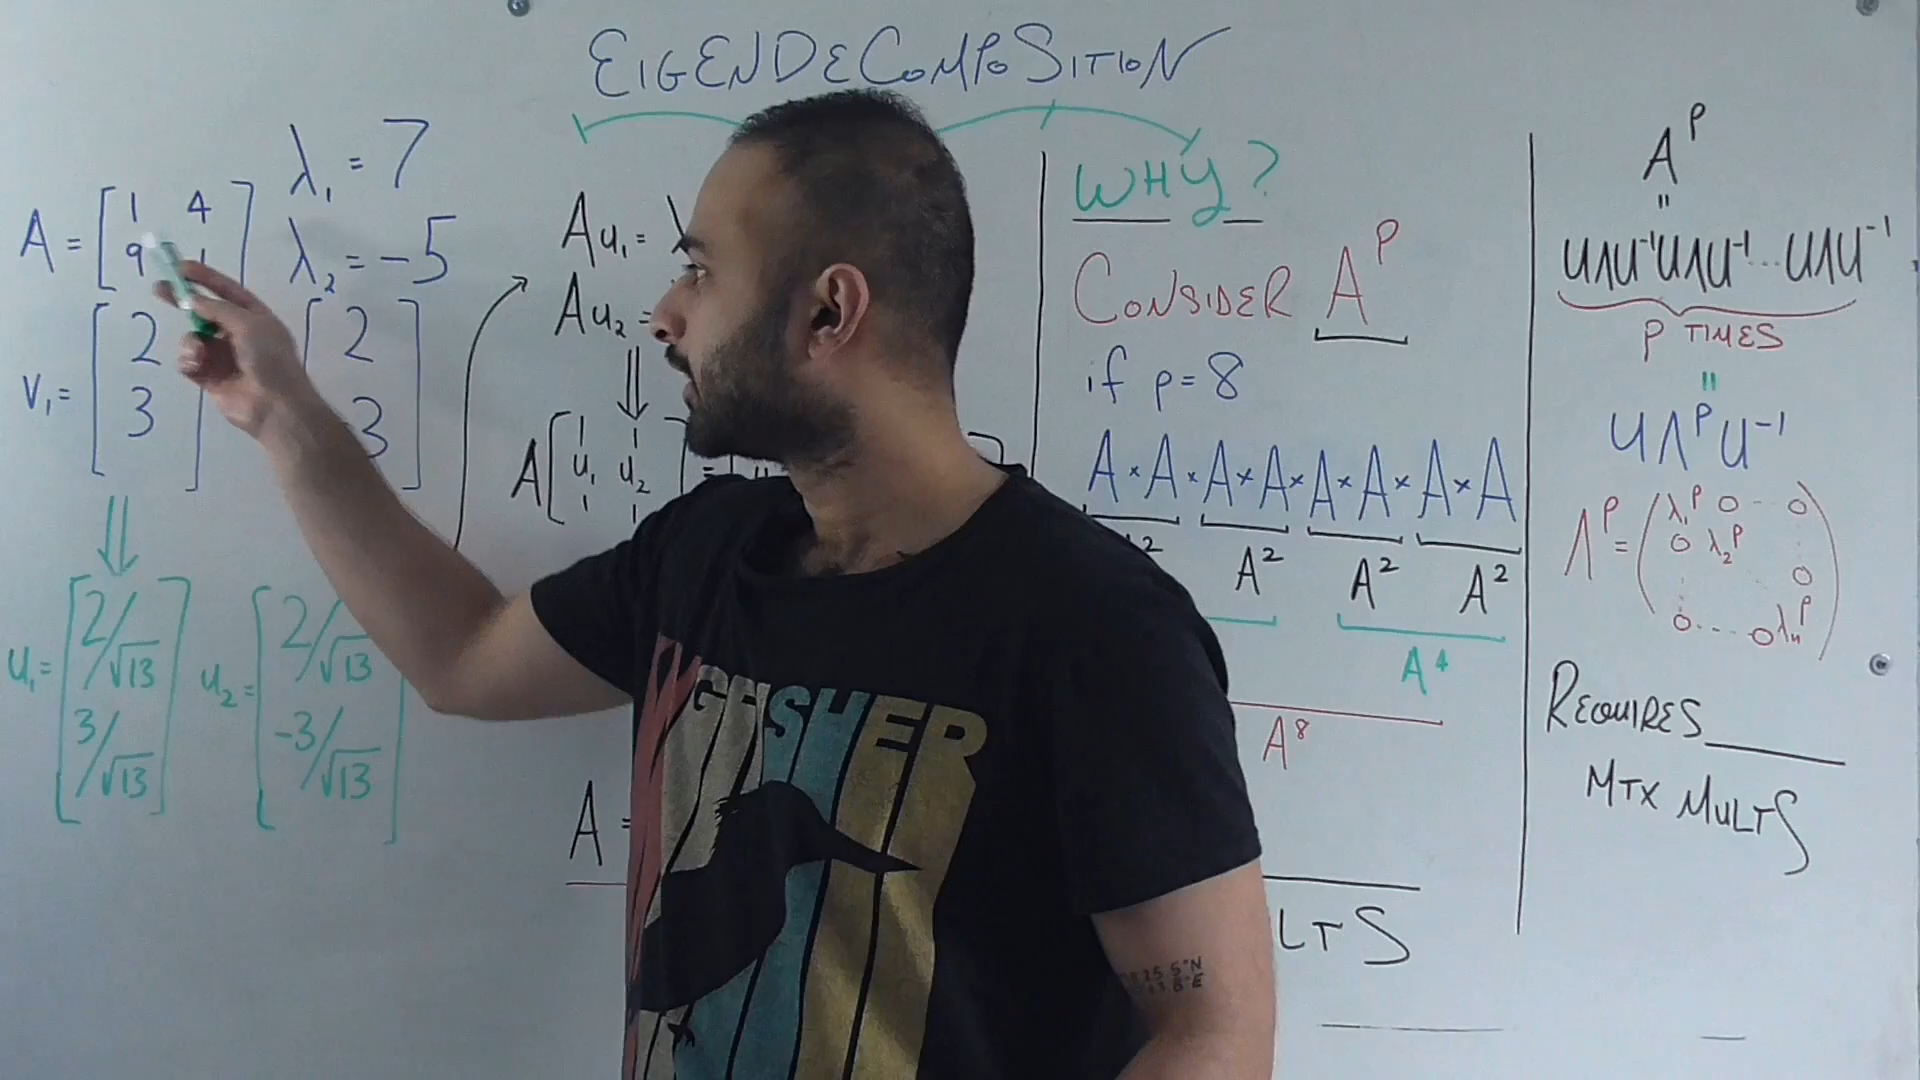 EIGENDECOMPOSITION
A = [1 4
9 1]
λ₁ = 7
λ₂ = -5
V₁ = [2
3]
[2
3]
u₁ = [2/√13
3/√13]
u₂ = [2/√13
-3/√13]
Au₁ = λ
Au₂ =
A[u₁ u₂] = [u
A =
WHY?
CONSIDER Aᴾ
if p = 8
A × A × A × A × A × A × A × A
A² A² A²
A⁴
A⁸
LTS
Aᴾ
=
UΛU⁻¹UΛU⁻¹...UΛU⁻¹
P TIMES
=
UΛᴾU⁻¹
Λᴾ = (λ₁ᴾ 0 - - 0
0 λ₂ᴾ
0
0 . . . 0 λₙᴾ)
REQUIRES ______
MTX MULTS
KINGFISHER